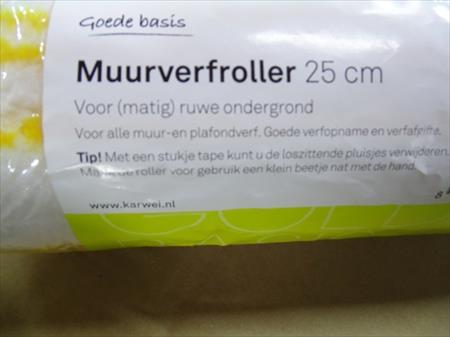 Goede basis
Muurverfroller 25 cm
Voor (matig) ruwe ondergrond
Voor alle muur-en plafondverf. Goede verfopname en verfafgifte.
Tip! Met een stukje tape kunt u de loszittende pluisjes verwijderen.
de roller voor gebruik een klein beetje nat met de hand.
www.karwei.nl